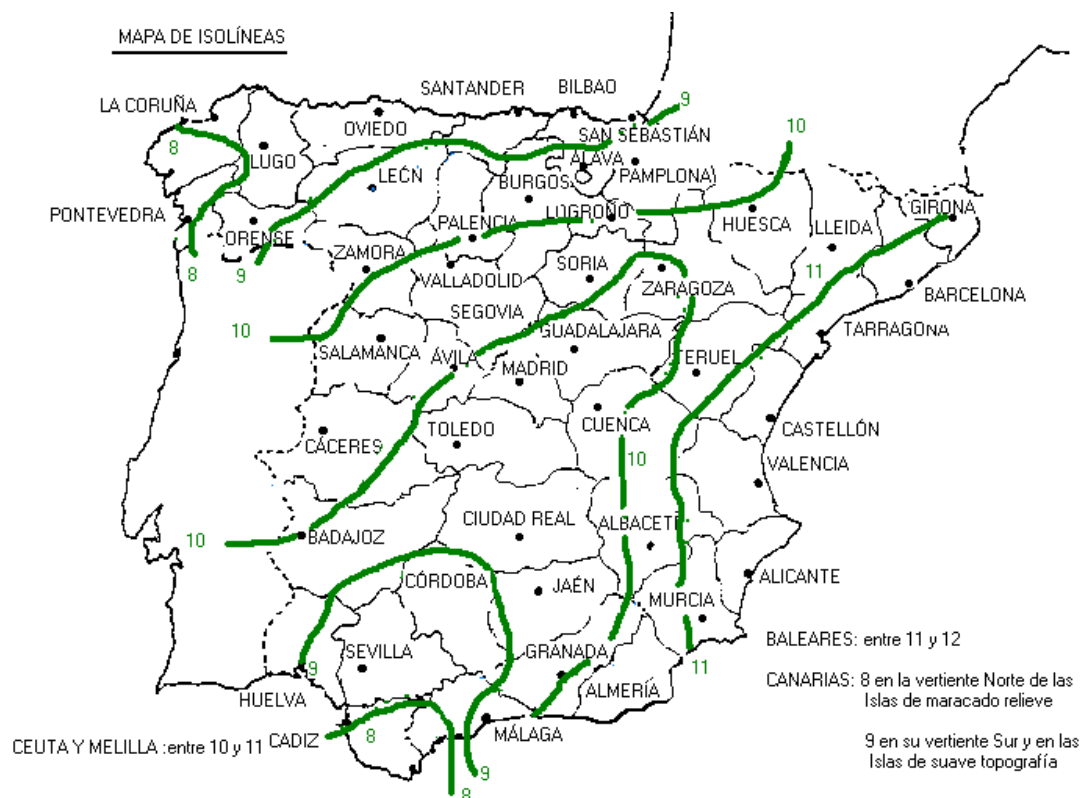 MAPA DE ISOLÍNEAS
SANTANDER
BILBAO
9
LA CORUÑA
OVIEDO
SAN SEBASTIÁN
10
8
LUGO
ÁLAVA
LEÓN
BURGOS
PAMPLONA
PONTEVEDRA
ORENSE
PALENCIA
LOGROÑO
HUESCA
LLEIDA
GIRONA
8
9
ZAMORA
VALLADOLID
SORIA
ZARAGOZA
11
BARCELONA
SEGOVIA
10
GUADALAJARA
TARRAGONA
SALAMANCA
ÁVILA
MADRID
TERUEL
CÁCERES
TOLEDO
CUENCA
CASTELLÓN
10
VALENCIA
CIUDAD REAL
ALBACETE
10
BADAJOZ
CÓRDOBA
JAÉN
ALICANTE
MURCIA
BALEARES: entre 11 y 12
SEVILLA
GRANADA
9
11
HUELVA
ALMERÍA
CANARIAS: 8 en la vertiente Norte de las
Islas de maracado relieve
CEUTA Y MELILLA :entre 10 y 11
CADIZ
8
MÁLAGA
9 en su vertiente Sur y en las
Islas de suave topografía
9
8